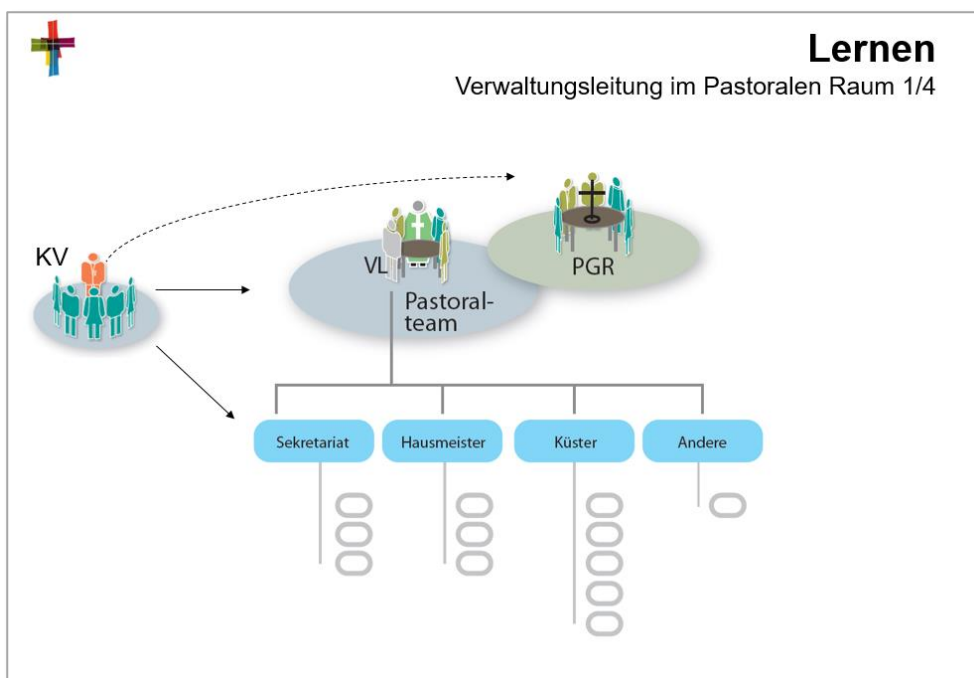 Lernen
Verwaltungsleitung im Pastoralen Raum 1/4
KV
VL
Pastoral-
team
PGR
Sekretariat
Hausmeister
Küster
Andere